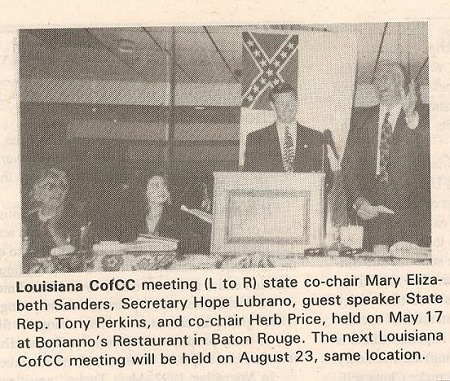 Louisiana CofCC meeting (L to R) state co-chair Mary Eliza-
beth Sanders, Secretary Hope Lubrano, guest speaker State
Rep. Tony Perkins, and co-chair Herb Price, held on May 17
at Bonanno's Restaurant in Baton Rouge. The next Louisiana
CofCC meeting will be held on August 23, same location.